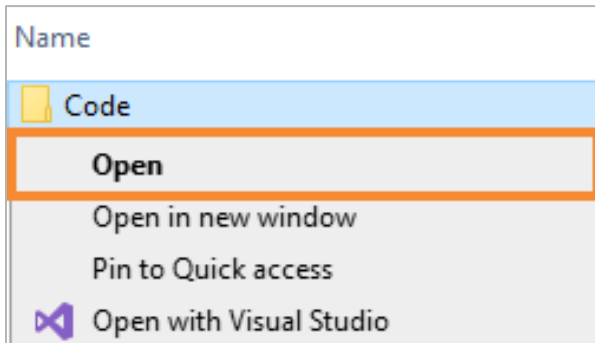 Name
Code
Open
Open in new window
Pin to Quick access
Open with Visual Studio